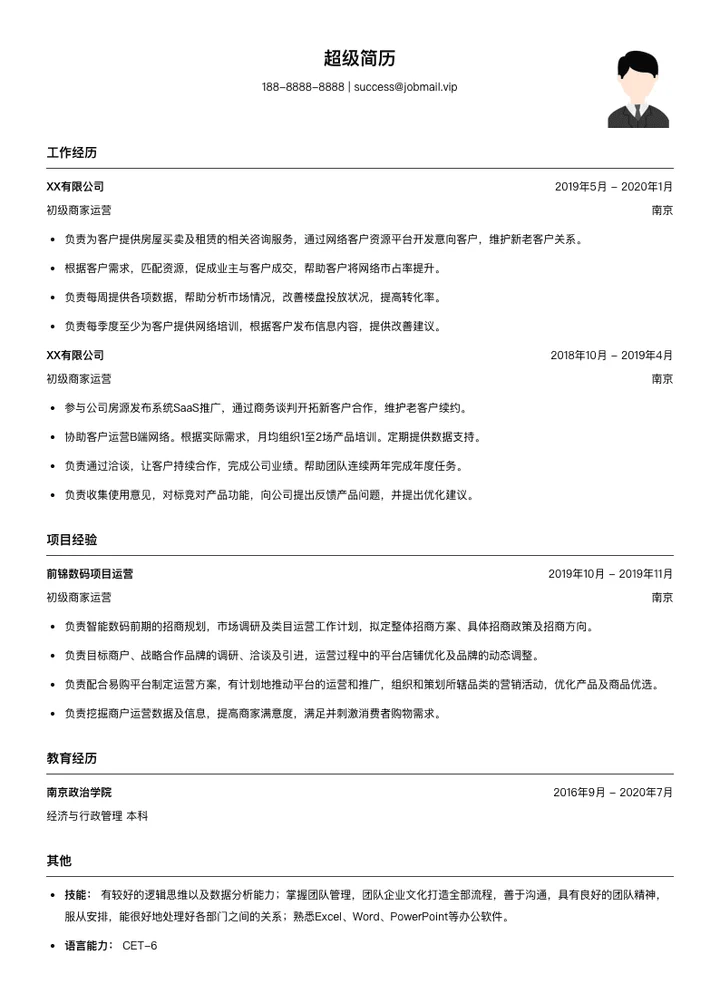 超级简历
188-8888-8888 | success@jobmail.vip
工作经历
XX有限公司 2019年5月 – 2020年1月
初级商家运营 南京
• 负责为客户提供房屋买卖及租赁的相关咨询服务，通过网络客户资源平台开发意向客户，维护新老客户关系。
• 根据客户需求，匹配资源，促成业主与客户成交，帮助客户将网络市占率提升。
• 负责每周提供各项数据，帮助分析市场情况，改善楼盘投放状况，提高转化率。
• 负责每季度至少为客户提供网络培训，根据客户发布信息内容，提供改善建议。
XX有限公司 2018年10月 – 2019年4月
初级商家运营 南京
• 参与公司房源发布系统SaaS推广，通过商务谈判开拓新客户合作，维护老客户续约。
• 协助客户运营B端网络。根据实际需求，月均组织1至2场产品培训。定期提供数据支持。
• 负责通过洽谈，让客户持续合作，完成公司业绩。帮助团队连续两年完成年度任务。
• 负责收集使用意见，对标竞对产品功能，向公司提出反馈产品问题，并提出优化建议。
项目经验
前锦数码项目运营 2019年10月 – 2019年11月
初级商家运营 南京
• 负责智能数码前期的招商规划，市场调研及类目运营工作计划，拟定整体招商方案、具体招商政策及招商方向。
• 负责目标商户、战略合作品牌的调研、洽谈及引进，运营过程中的平台店铺优化及品牌的动态调整。
• 负责配合易购平台制定运营方案，有计划地推动平台的运营和推广，组织和策划所辖品类的营销活动，优化产品及商品优选。
• 负责挖掘商户运营数据及信息，提高商家满意度，满足并刺激消费者购物需求。
教育经历
南京政治学院 2016年9月 – 2020年7月
经济与行政管理 本科
其他
• 技能： 有较好的逻辑思维以及数据分析能力；掌握团队管理，团队企业文化打造全部流程，善于沟通，具有良好的团队精神，
服从安排，能很好地处理好各部门之间的关系；熟悉Excel、Word、PowerPoint等办公软件。
• 语言能力： CET-6